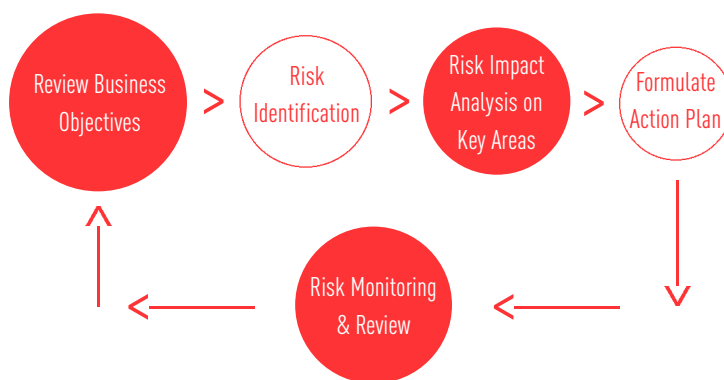 Review Business
Objectives
Risk
Identification
Risk Impact
Analysis on
Key Areas
Formulate
Action Plan
Risk Monitoring
& Review